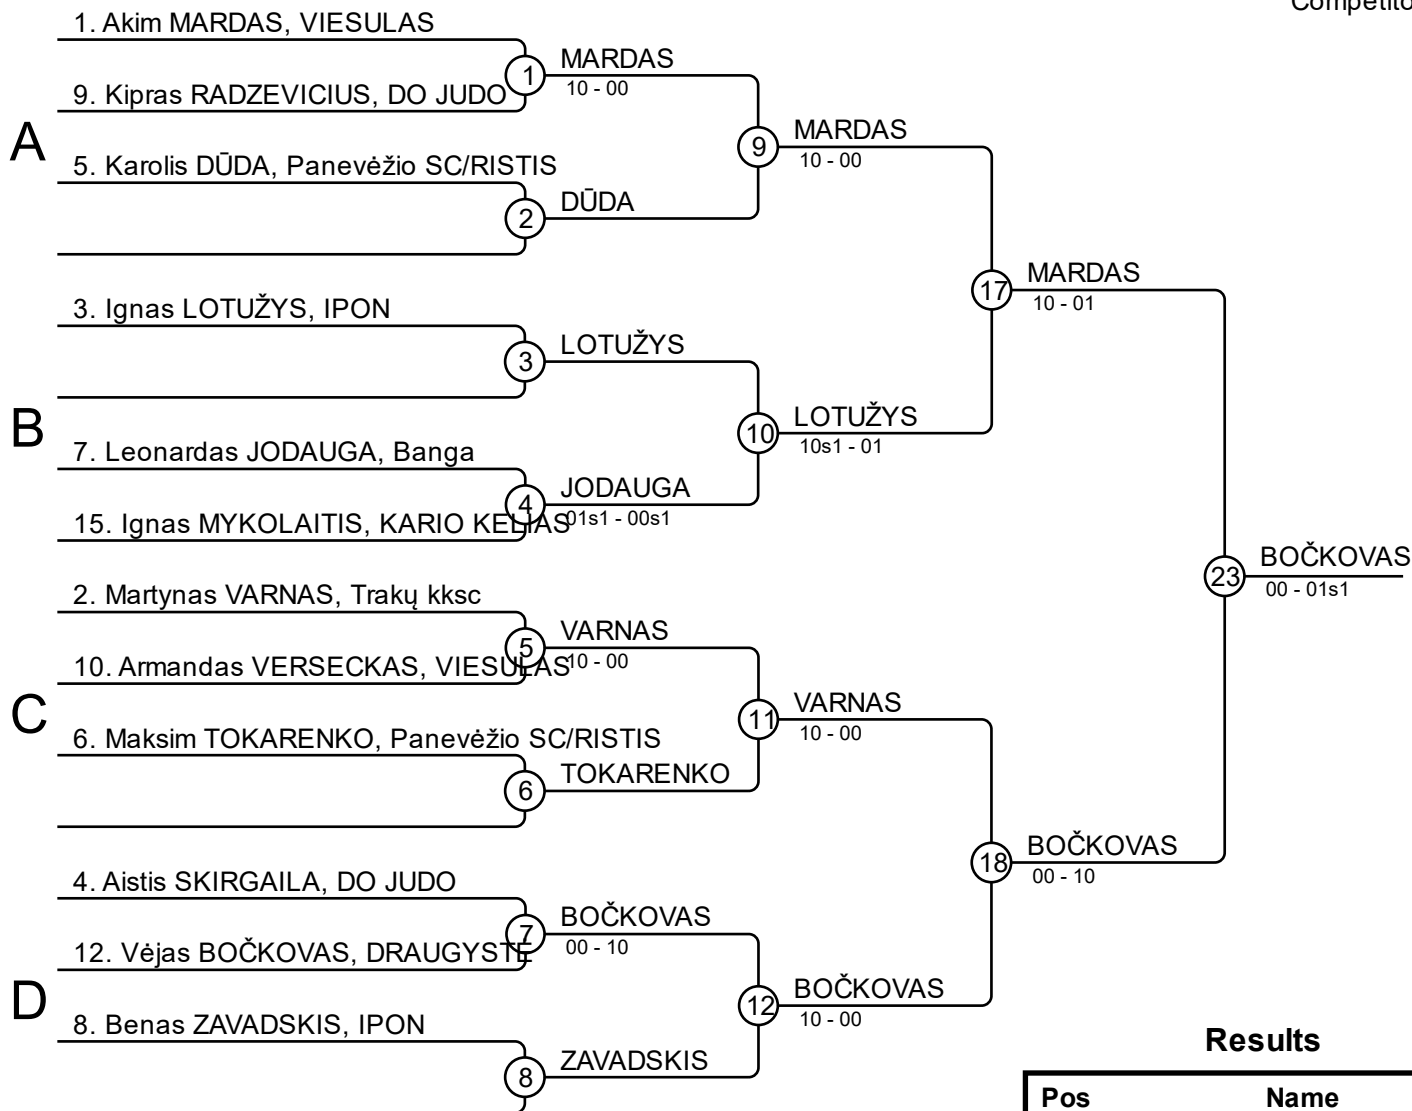 Competito
1. Akim MARDAS, VIESULAS
1
MARDAS
10 - 00
9. Kipras RADZEVICIUS, DO JUDO
A
9
MARDAS
10 - 00
5. Karolis DŪDA, Panevėžio SC/RISTIS
2
DŪDA
17
MARDAS
10 - 01
3. Ignas LOTUŽYS, IPON
3
LOTUŽYS
B
10
LOTUŽYS
10s1 - 01
7. Leonardas JODAUGA, Banga
4
JODAUGA
01s1 - 00s1
15. Ignas MYKOLAITIS, KARIO KELIAS
23
BOČKOVAS
00 - 01s1
2. Martynas VARNAS, Trakų kksc
5
VARNAS
10 - 00
10. Armandas VERSECKAS, VIESULAS
C
11
VARNAS
10 - 00
6. Maksim TOKARENKO, Panevėžio SC/RISTIS
6
TOKARENKO
18
BOČKOVAS
00 - 10
4. Aistis SKIRGAILA, DO JUDO
7
BOČKOVAS
00 - 10
12. Vėjas BOČKOVAS, DRAUGYSTĖ
D
12
BOČKOVAS
10 - 00
8. Benas ZAVADSKIS, IPON
8
ZAVADSKIS
Results
Pos Name